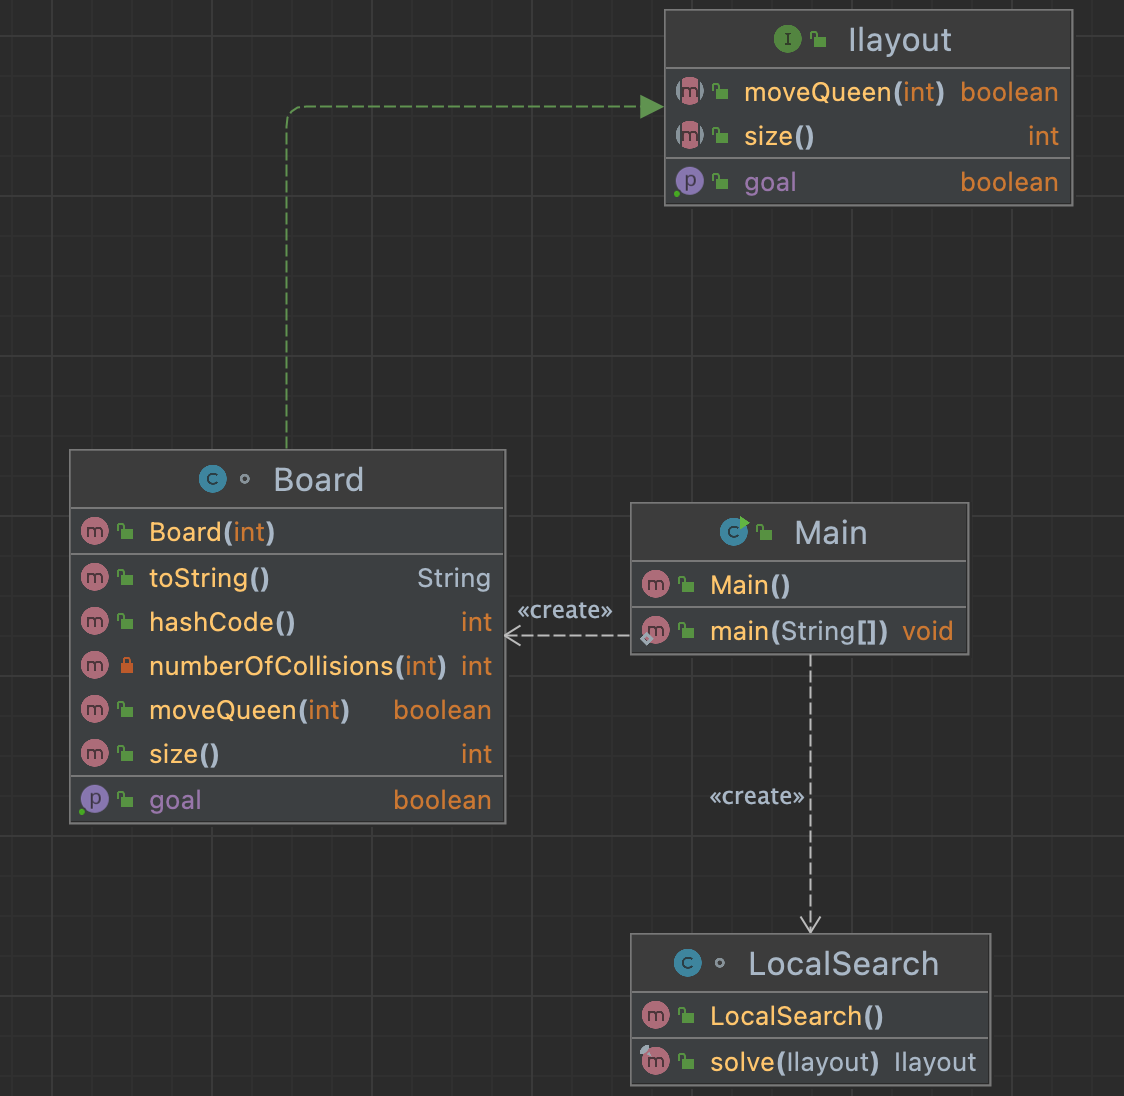 Ilayout
moveQueen(int) boolean
size() int
goal boolean
Board
Board(int)
toString() String
hashCode() int
numberOfCollisions(int) int
moveQueen(int) boolean
size() int
goal boolean
«create»
Main
Main()
main(String[]) void
«create»
LocalSearch
LocalSearch()
solve(Ilayout) Ilayout